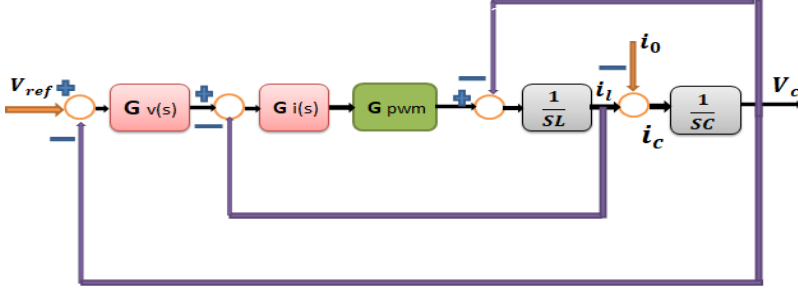 V_ref
G v(s)
G i(s)
G pwm
1
SL
i_l
i_0
i_c
1
SC
V_c